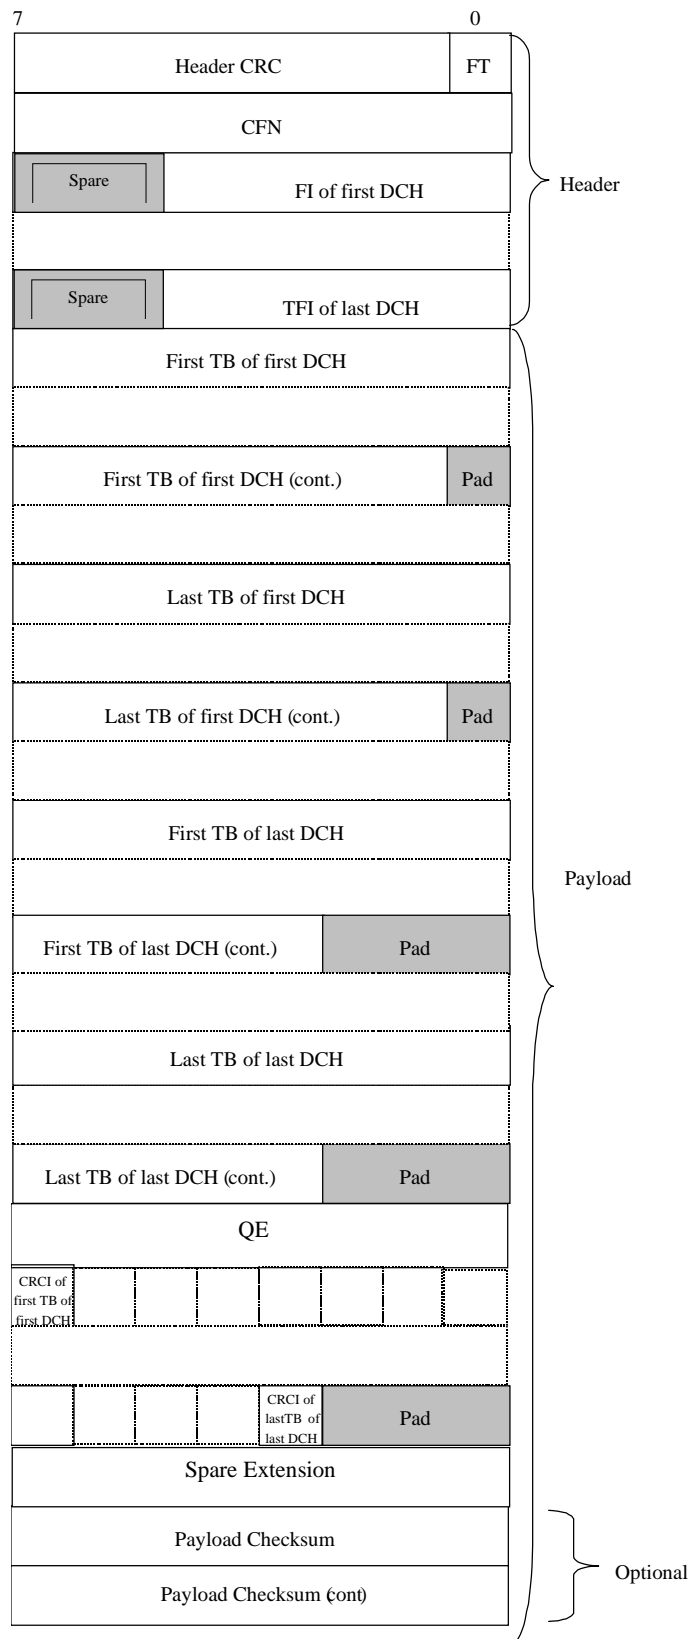 7 0
Header CRC FT
CFN
Spare FI of first DCH
Header
Spare TFI of last DCH
First TB of first DCH
First TB of first DCH (cont.) Pad
Last TB of first DCH
Last TB of first DCH (cont.) Pad
First TB of last DCH
Payload
First TB of last DCH (cont.) Pad
Last TB of last DCH
Last TB of last DCH (cont.) Pad
QE
CRCI of
first TB of
first DCH
CRCI of
lastTB of
last DCH
Pad
Spare Extension
Payload Checksum
Optional
Payload Checksum (cont)